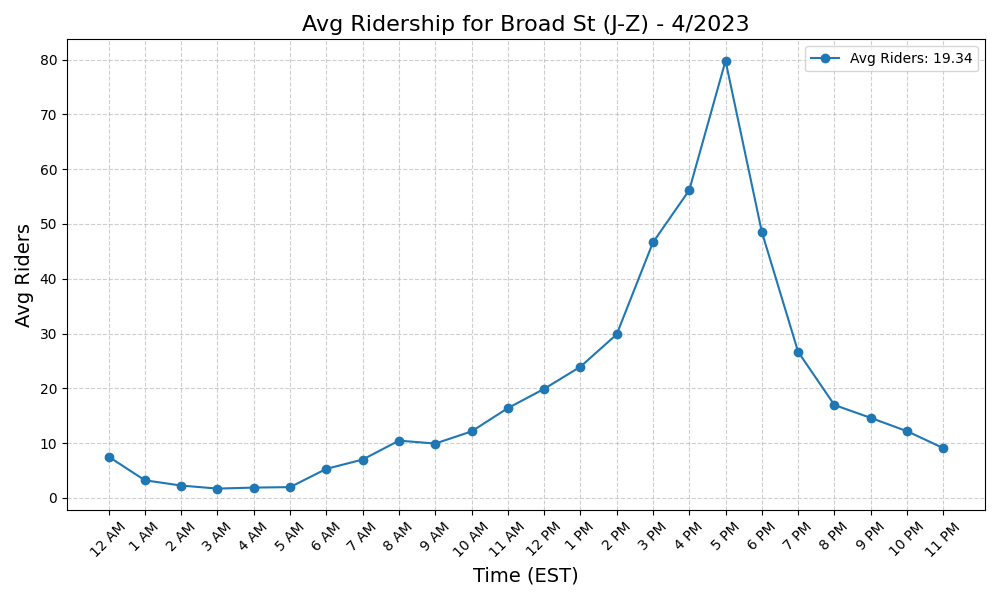 Avg Ridership for Broad St (J-Z) - 4/2023
Avg Riders: 19.34
Avg Riders
80
70
60
50
40
30
20
10
0
12 AM
1 AM
2 AM
3 AM
4 AM
5 AM
6 AM
7 AM
8 AM
9 AM
10 AM
11 AM
12 PM
1 PM
2 PM
3 PM
4 PM
5 PM
6 PM
7 PM
8 PM
9 PM
10 PM
11 PM
Time (EST)